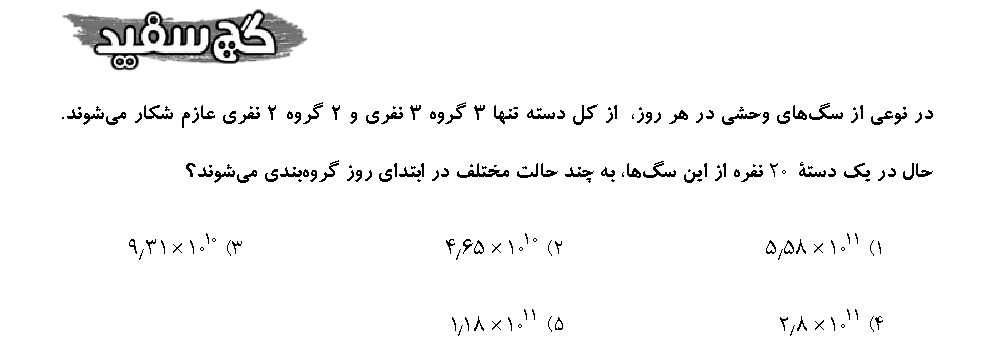 گچ سفید
در نوعی از سگ‌های وحشی در هر روز، از کل دسته تنها ۳ گروه ۳ نفری و ۲ گروه ۲ نفری عازم شکار می‌شوند.
حال در یک دستهٔ ۲۰ نفره از این سگ‌ها، به چند حالت مختلف در ابتدای روز گروه‌بندی می‌شوند؟
۱) ۵٫۵۸ × ۱۰^۱۱ ۲) ۴٫۶۵ × ۱۰^۱۰ ۳) ۹٫۳۱ × ۱۰^۱۰
۴) ۲٫۸ × ۱۰^۱۱ ۵) ۱٫۱۸ × ۱۰^۱۱